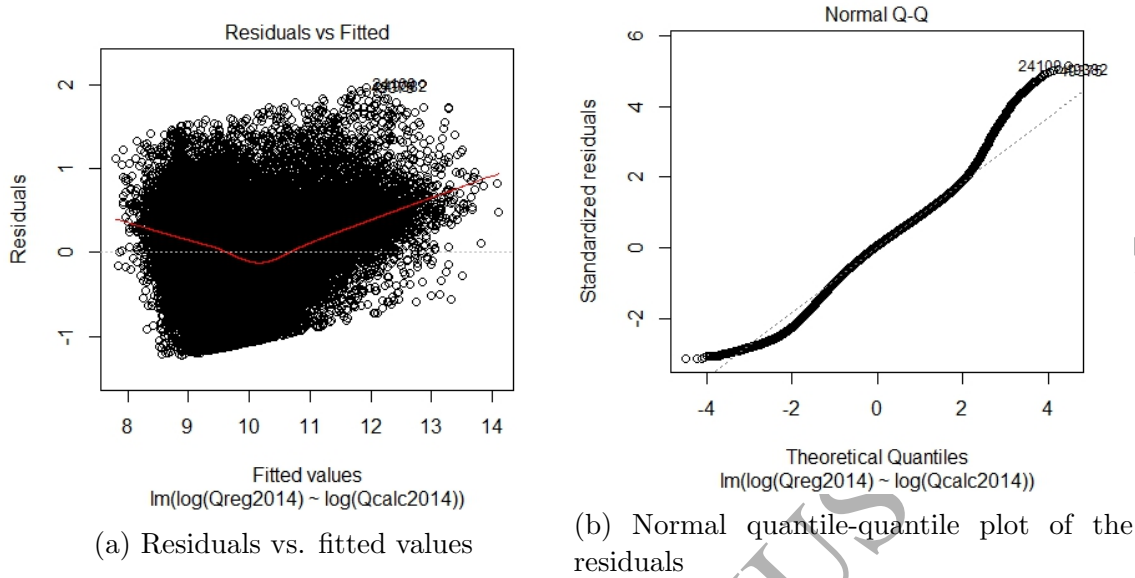 Residuals vs Fitted
2
1
0
-1
Residuals
8 9 10 11 12 13 14
Fitted values
lm(log(Qreg2014) ~ log(Qcalc2014))
(a) Residuals vs. fitted values
Normal Q-Q
6
4
2
0
-2
Standardized residuals
-4 -2 0 2 4
Theoretical Quantiles
lm(log(Qreg2014) ~ log(Qcalc2014))
(b) Normal quantile-quantile plot of the
residuals
US